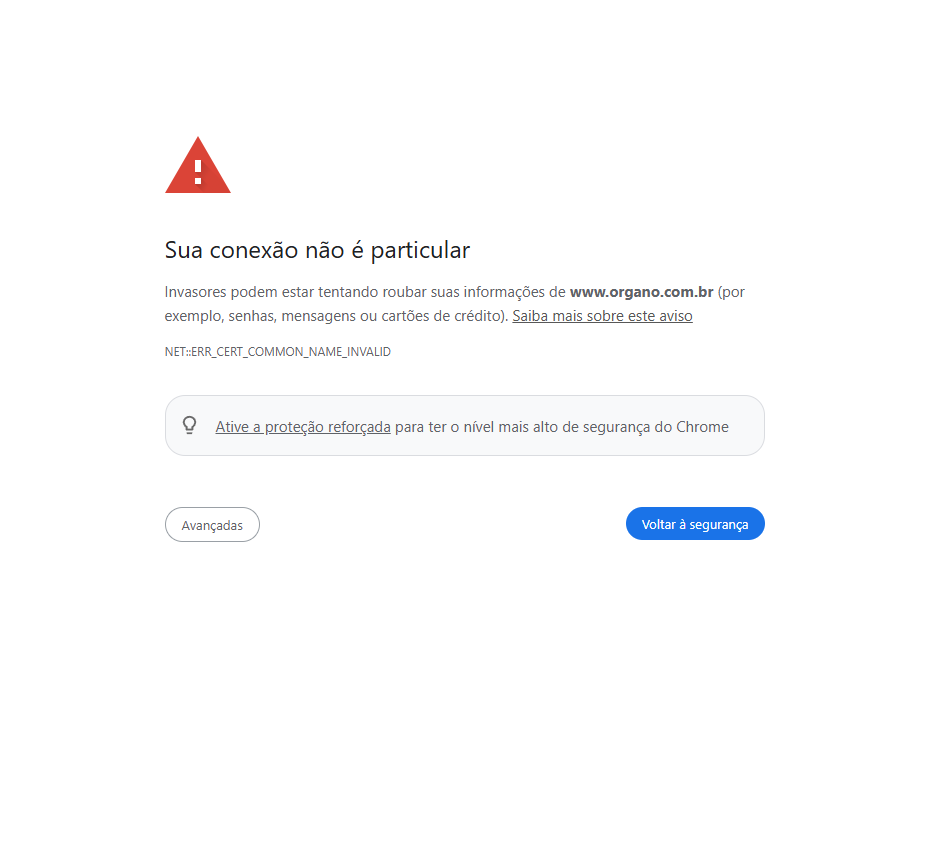 Sua conexão não é particular
Invasores podem estar tentando roubar suas informações de www.organo.com.br (por
exemplo, senhas, mensagens ou cartões de crédito). Saiba mais sobre este aviso
NET::ERR_CERT_COMMON_NAME_INVALID
Ative a proteção reforçada para ter o nível mais alto de segurança do Chrome
Avançadas
Voltar à segurança